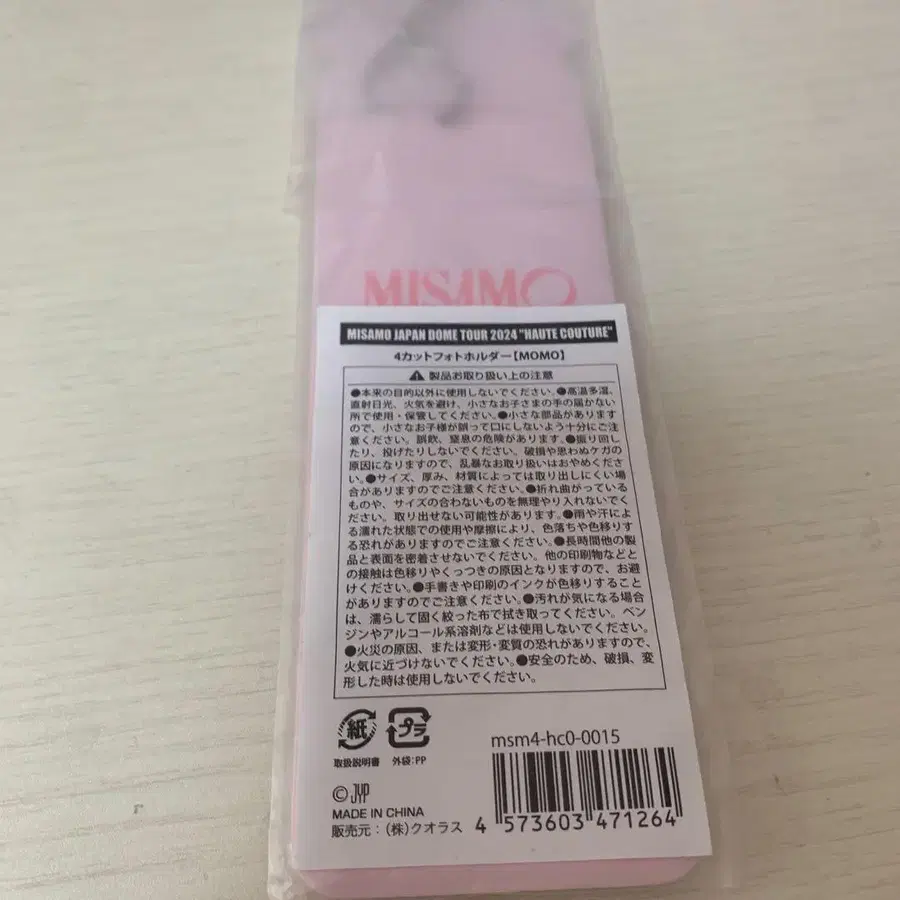 MISAMO
MISAMO JAPAN DOME TOUR 2024 "HAUTE COUTURE"
4カットフォトホルダー【MOMO】
⚠ 製品お取り扱い上の注意
●本来の目的以外に使用しないでください。●高温多湿、
直射日光、火気を避け、小さなお子さまの手の届かない
所で使用・保管してください。●小さな部品があります
ので、小さなお子様が誤って口にしないよう十分にご注
意ください。誤飲、窒息の危険があります。●振り回し
たり、投げたりしないでください。破損や思わぬケガの
原因になりますので、乱暴なお取り扱いはおやめくださ
い。●サイズ、厚み、材質によっては取り出しにくい場
合がありますのでご注意ください。●折れ曲がっている
ものや、サイズの合わないものを無理やり入れないでく
ださい。取り出せない可能性があります。●雨や汗によ
る濡れた状態での使用や摩擦により、色落ちや色移りす
る恐れがありますのでご注意ください。●長時間他の製
品と表面を密着させないでください。他の印刷物などと
の接触は色移りやくっつきの原因となりますので、お避
けください。●手書きや印刷のインクが色移りすること
がありますのでご注意ください。●汚れが気になる場合
は、濡らして固く絞った布で拭き取ってください。ベン
ジンやアルコール系溶剤などは使用しないでください。
●火災の原因、または変形・変質の恐れがありますので、
火気に近づけないでください。●安全のため、破損、変
形した時は使用しないでください。
紙 プラ
取扱説明書 外袋:PP
msm4-hc0-0015
© JYP
MADE IN CHINA
販売元：(株)クオラス
4 573603 471264